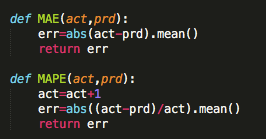 def MAE(act,prd):
    err=abs(act-prd).mean()
    return err

def MAPE(act,prd):
    act=act+1
    err=abs((act-prd)/act).mean()
    return err